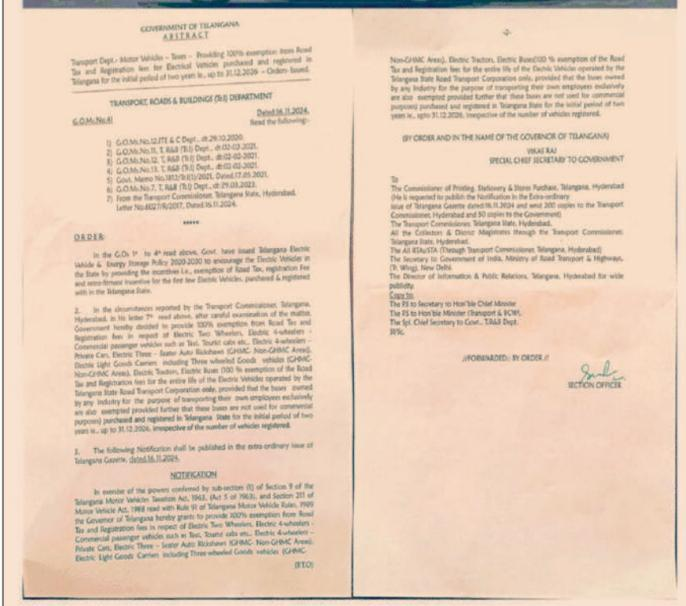 GOVERNMENT OF TELANGANA
ABSTRACT
Transport Dept.- Motor Vehicles – Taxes – Providing 100% exemption from Road
Tax and Registration fees for Electrical Vehicles purchased and registered in
Telangana for the initial period of two years ie., up to 31.12.2026 – Orders- Issued.
TRANSPORT, ROADS & BUILDINGS (Tr.I) DEPARTMENT
G.O.Ms.No.41
Dated:16.11.2024,
Read the following:-
1) G.O.Ms.No.12,ITE & C Dept., dt:29.10.2020.
2) G.O.Ms.No.11, T, R&B (Tr.I) Dept., dt:02-02-2021.
3) G.O.Ms.No.12, T, R&B (Tr.I) Dept., dt:02-02-2021.
4) G.O.Ms.No.13, T, R&B (Tr.I) Dept., dt:02-02-2021.
5) Govt. Memo No.1812/Tr.I(1)/2021, Dated.17.05.2021.
6) G.O.Ms.No.7, T, R&B (Tr.I) Dept., dt:29.03.2023.
7) From the Transport Commissioner, Telangana State, Hyderabad,
Letter No.6027/R/2017, Dated.16.11.2024.
*****
ORDER:
In the G.Os 1st to 4th read above, Govt. have issued Telangana Electric
Vehicle & Energy Storage Policy 2020-2030 to encourage the Electric Vehicles in
the State by providing the incentives i.e., exemption of Road Tax, registration Fee
and retro-fitment incentive for the first few Electric Vehicles, purchased & registered
with in the Telangana State.
2. In the circumstances reported by the Transport Commissioner, Telangana,
Hyderabad, in his letter 7th read above, after careful examination of the matter,
Government hereby decided to provide 100% exemption from Road Tax and
Registration fees in respect of Electric Two Wheelers, Electric 4-wheelers -
Commercial passenger vehicles such as Taxi, Tourist cabs etc., Electric 4-wheelers –
Private Cars, Electric Three - Seater Auto Rickshaws (GHMC- Non-GHMC Areas),
Electric Light Goods Carriers including Three wheeled Goods vehicles (GHMC-
Non-GHMC Areas), Electric Tractors, Electric Buses (100 % exemption of the Road
Tax and Registration fees for the entire life of the Electric Vehicles operated by the
Telangana State Road Transport Corporation only, provided that the buses owned
by any Industry for the purpose of transporting their own employees exclusively
are also exempted provided further that these buses are not used for commercial
purposes) purchased and registered in Telangana State for the initial period of two
years ie., up to 31.12.2026, irrespective of the number of vehicles registered.
3. The following Notification shall be published in the extra-ordinary issue of
Telangana Gazette, dated.16.11.2024.
NOTIFICATION
In exercise of the powers conferred by sub-section (1) of Section 9 of the
Telangana Motor Vehicles Taxation Act, 1963, (Act 5 of 1963), and Section 211 of
Motor Vehicle Act, 1988 read with Rule 91 of Telangana Motor Vehicle Rules, 1989
the Governor of Telangana hereby grants to provide 100% exemption from Road
Tax and Registration fees in respect of Electric Two Wheelers, Electric 4-wheelers -
Commercial passenger vehicles such as Taxi, Tourist cabs etc., Electric 4-wheelers –
Private Cars, Electric Three – Seater Auto Rickshaws (GHMC- Non-GHMC Areas),
Electric Light Goods Carriers including Three wheeled Goods vehicles (GHMC-
(P.T.O)
-2-
Non-GHMC Areas), Electric Tractors, Electric Buses(100 % exemption of the Road
Tax and Registration fees for the entire life of the Electric Vehicles operated by the
Telangana State Road Transport Corporation only, provided that the buses owned
by any Industry for the purpose of transporting their own employees exclusively
are also exempted provided further that these buses are not used for commercial
purposes) purchased and registered in Telangana State for the initial period of two
years ie., up to 31.12.2026, irrespective of the number of vehicles registered.
(BY ORDER AND IN THE NAME OF THE GOVERNOR OF TELANGANA)
VIKAS RAJ
SPECIAL CHIEF SECRETARY TO GOVERNMENT
To
The Commissioner of Printing, Stationery & Stores Purchase, Telangana, Hyderabad
(He is requested to publish the Notification in the Extra-ordinary
issue of Telangana Gazette dated:16.11.2024 and send 200 copies to the Transport
Commissioner, Hyderabad and 50 copies to the Government)
The Transport Commissioner, Telangana State, Hyderabad.
All the Collectors & District Magistrates through the Transport Commissioner,
Telangana State, Hyderabad.
The All RTAs/STA (Through Transport Commissioner, Telangana, Hyderabad)
The Secretary to Government of India, Ministry of Road Transport & Highways,
(Tr. Wing), New Delhi.
The Director of Information & Public Relations, Telangana, Hyderabad for wide
publicity.
Copy to:
The P.S to Secretary to Hon'ble Chief Minister
The P.S to Hon'ble Minister (Transport & BCW),
The Spl. Chief Secretary to Govt., T,R&B Dept.
SF/Sc.
//FORWARDED:: BY ORDER //
SECTION OFFICER